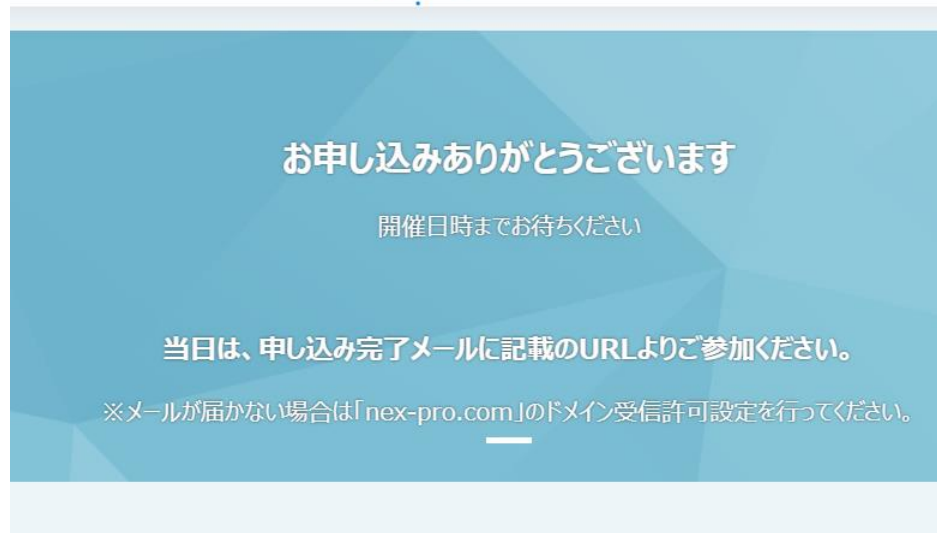 お申し込みありがとうございます
開催日時までお待ちください
当日は、申し込み完了メールに記載のURLよりご参加ください。
※メールが届かない場合は「nex-pro.com」のドメイン受信許可設定を行ってください。